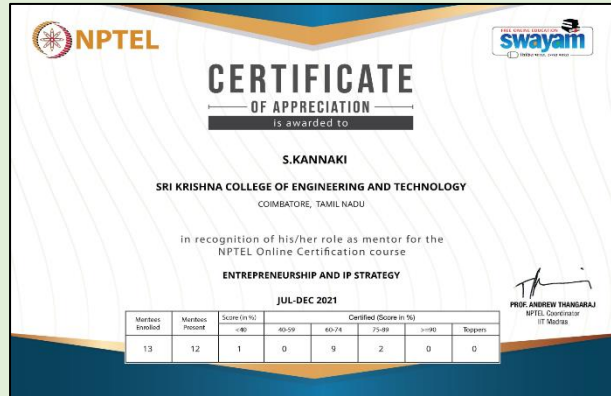 NPTEL
FREE ONLINE EDUCATION
swayam
CERTIFICATE
OF APPRECIATION
is awarded to
S.KANNAKI
SRI KRISHNA COLLEGE OF ENGINEERING AND TECHNOLOGY
COIMBATORE, TAMIL NADU
in recognition of his/her role as mentor for the
NPTEL Online Certification course
ENTREPRENEURSHIP AND IP STRATEGY
JUL-DEC 2021
PROF. ANDREW THANGARAJ
NPTEL Coordinator
IIT Madras
Mentees Enrolled Mentees Present Score (in %) Certified (Score in %)
<40 40-59 60-74 75-89 >=90 Toppers
13 12 1 0 9 2 0 0